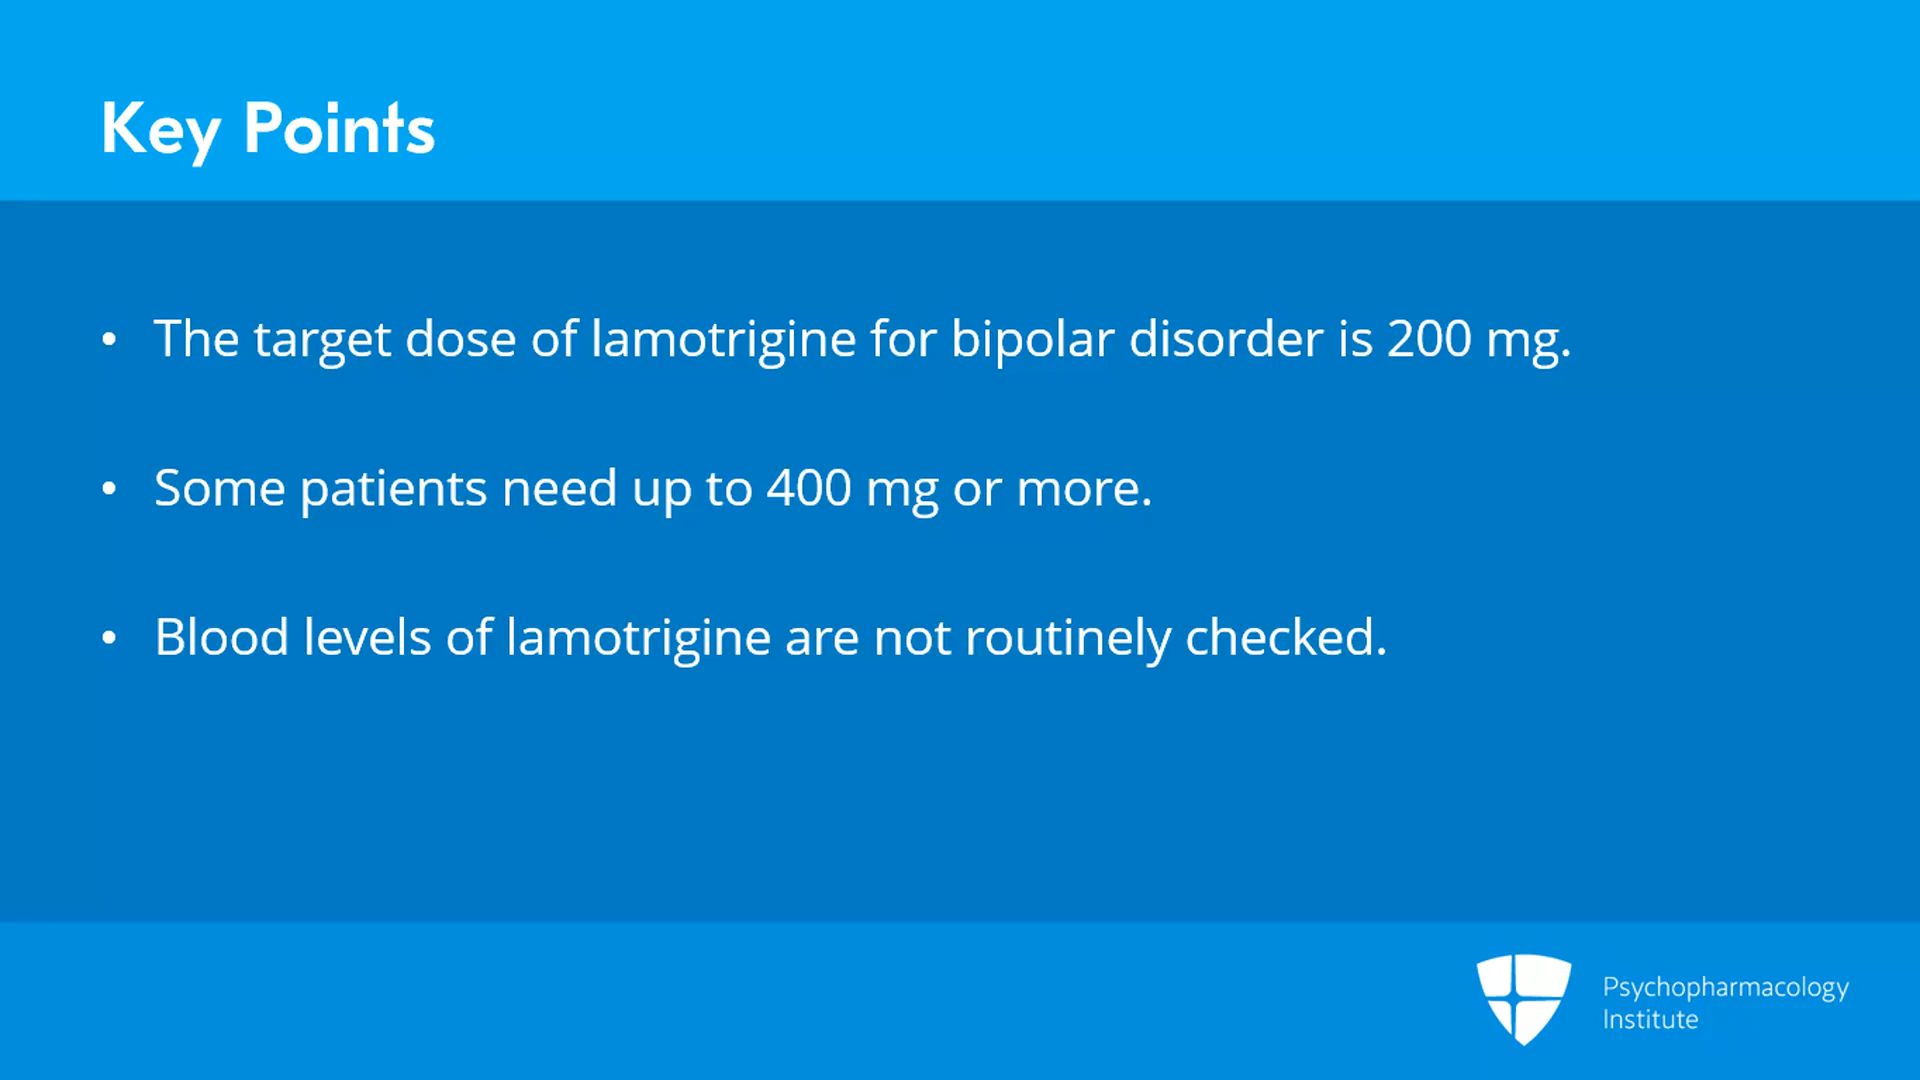 Key Points
• The target dose of lamotrigine for bipolar disorder is 200 mg.
• Some patients need up to 400 mg or more.
• Blood levels of lamotrigine are not routinely checked.
Psychopharmacology
Institute